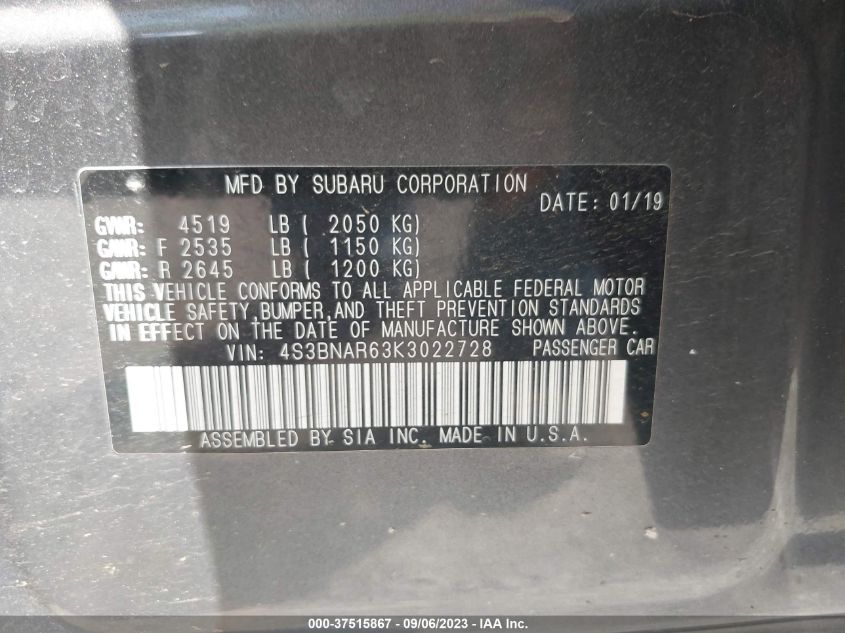 MFD BY SUBARU CORPORATION
DATE: 01/19
GVWR: 4519 LB ( 2050 KG)
GAWR: F 2535 LB ( 1150 KG)
GAWR: R 2645 LB ( 1200 KG)
THIS VEHICLE CONFORMS TO ALL APPLICABLE FEDERAL MOTOR
VEHICLE SAFETY,BUMPER,AND THEFT PREVENTION STANDARDS
IN EFFECT ON THE DATE OF MANUFACTURE SHOWN ABOVE.
VIN: 4S3BNAR63K3022728 PASSENGER CAR
ASSEMBLED BY SIA INC. MADE IN U.S.A.
000-37515867 - 09/06/2023 - IAA Inc.